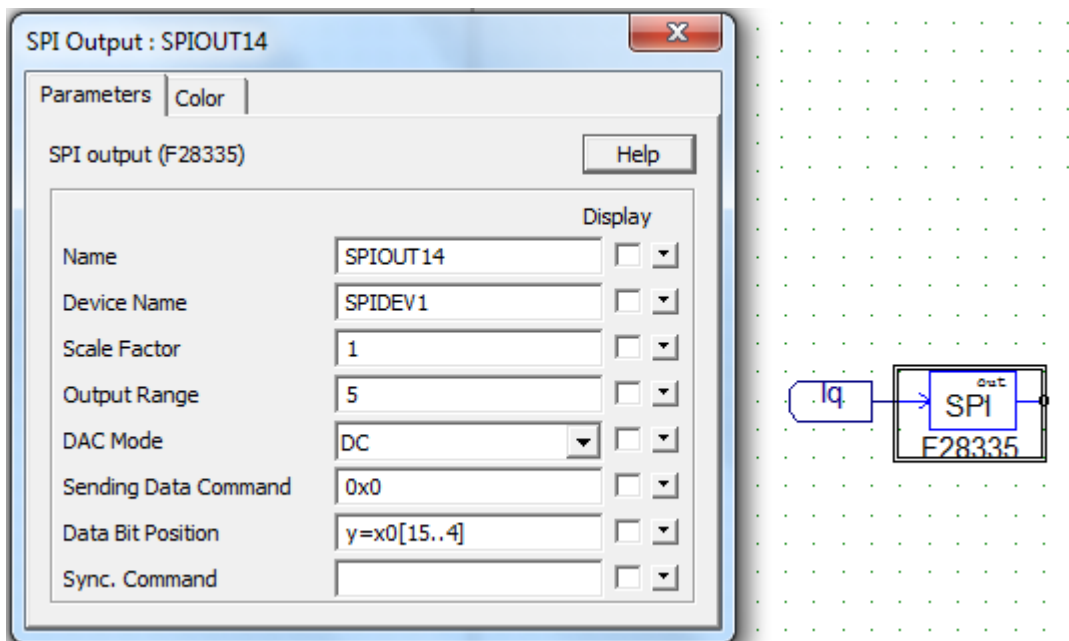 SPI Output : SPIOUT14
Parameters
Color
SPI output (F28335)
Help
Display
Name SPIOUT14
Device Name SPIDEV1
Scale Factor 1
Output Range 5
DAC Mode DC
Sending Data Command 0x0
Data Bit Position y=x0[15..4]
Sync. Command
Iq
out
SPI
F28335